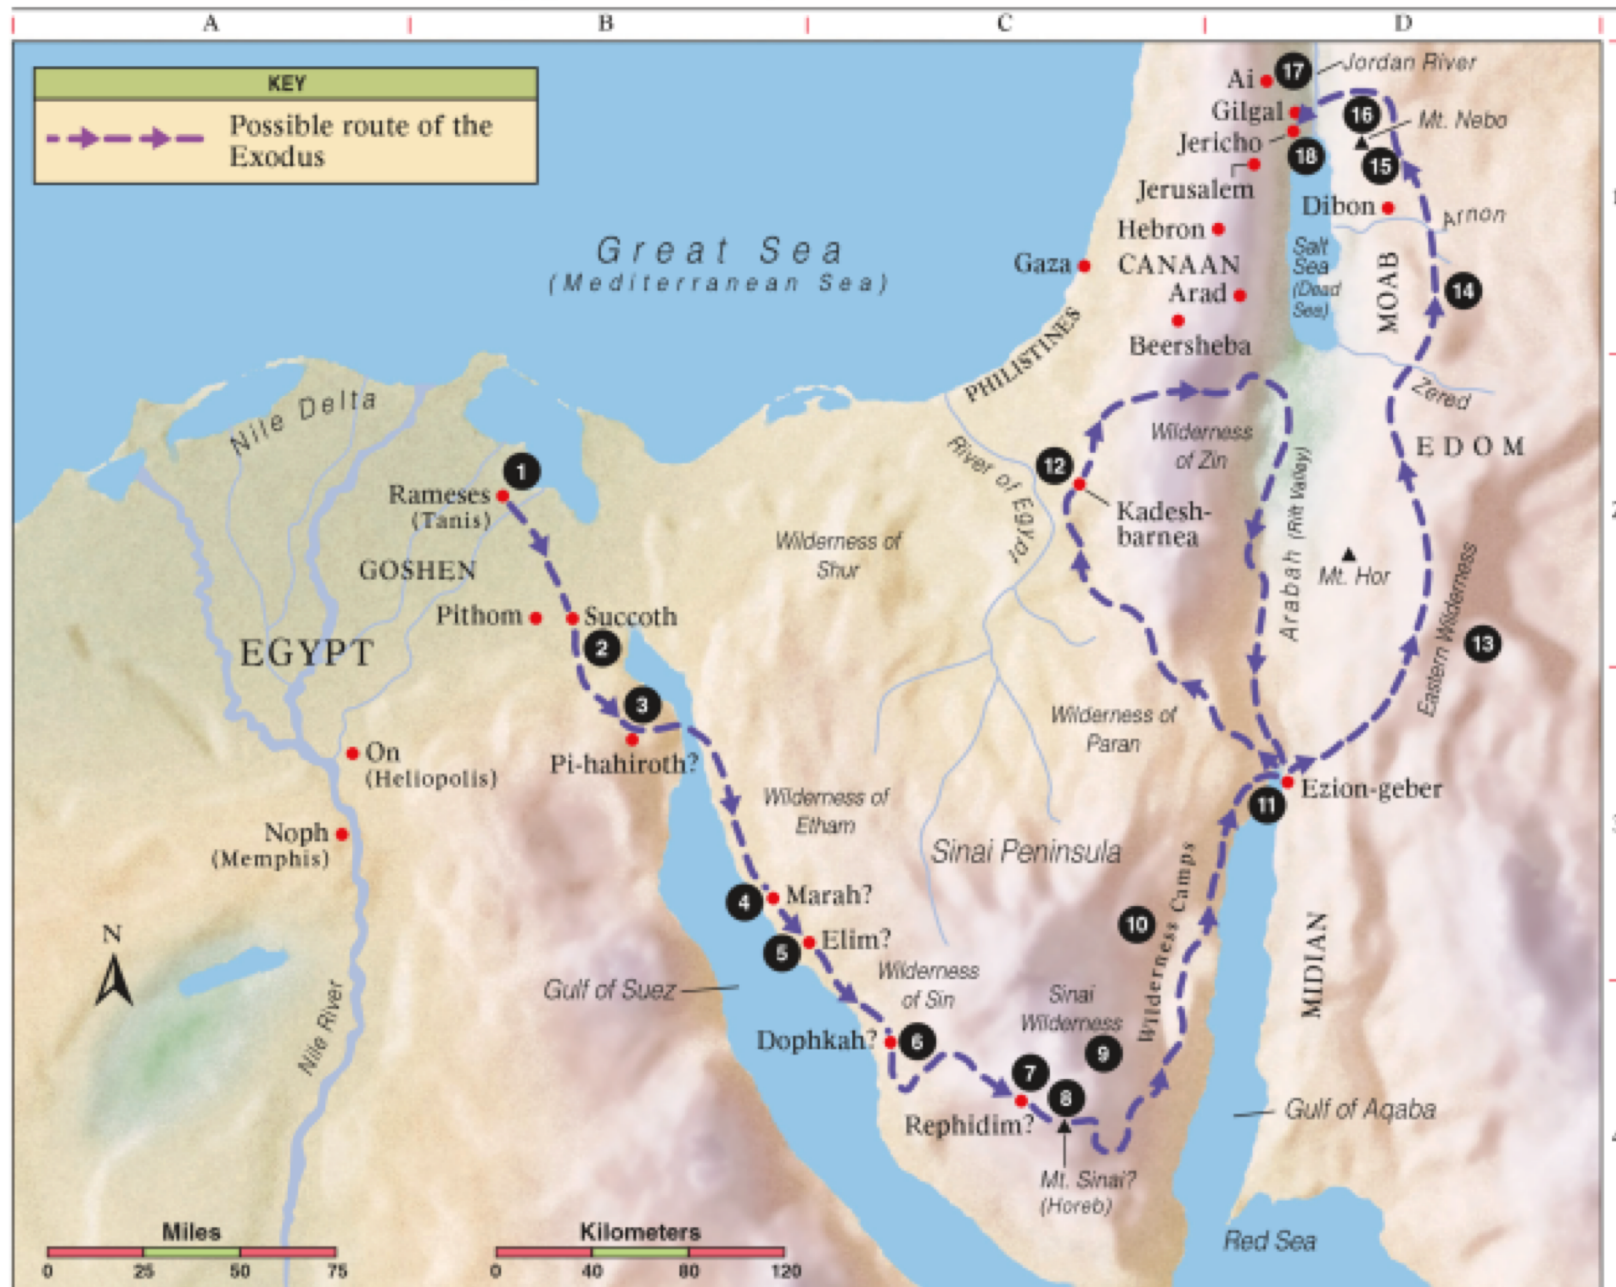 A
B
C
D
KEY
Possible route of the
Exodus
Jordan River
Ai
17
Gilgal
16
Mt. Nebo
Jericho
18
15
Jerusalem
Dibon
Arnon
1
Hebron
Great Sea
(Mediterranean Sea)
Gaza
CANAAN
Salt
Sea
(Dead
Sea)
MOAB
Arad
14
Beersheba
PHILISTINES
Nile Delta
Zered
EDOM
Wilderness
of Zin
River of Egypt
12
1
Rameses
(Tanis)
Kadesh-
barnea
2
Arabah (Rift Valley)
Wilderness of
Shur
GOSHEN
Mt. Hor
Pithom
Succoth
2
EGYPT
Eastern Wilderness
13
3
Wilderness of
Paran
On
(Heliopolis)
Pi-hahiroth?
Ezion-geber
11
Wilderness of
Etham
3
Noph
(Memphis)
Sinai Peninsula
Wilderness Camps
4
Marah?
10
5
Elim?
N
Wilderness
of Sin
MIDIAN
Gulf of Suez
Sinai
Wilderness
Nile River
Dophkah?
6
9
7
8
Rephidim?
Gulf of Aqaba
4
Mt. Sinai?
(Horeb)
Miles
0 25 50 75
Kilometers
0 40 80 120
Red Sea